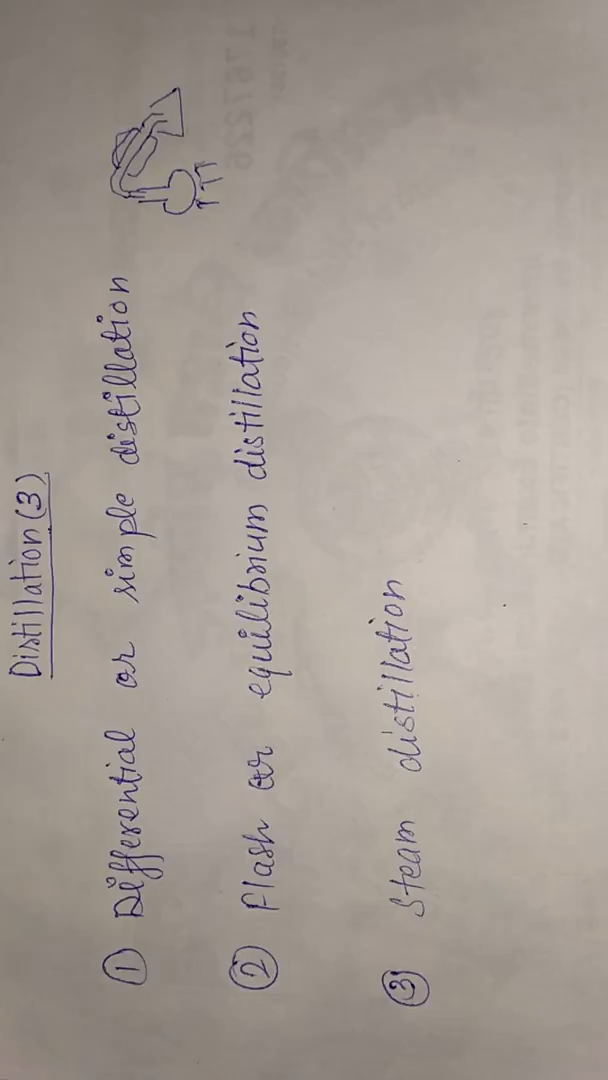 Distillation (3)
① Differential or simple distillation
② Flash or equilibrium distillation
③ Steam distillation